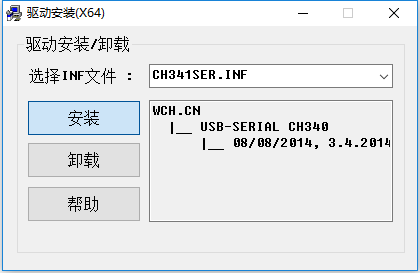 驱动安装(X64)
驱动安装/卸载
选择INF文件 : CH341SER.INF
安装
WCH.CN
|__ USB-SERIAL CH340
|__ 08/08/2014, 3.4.2014
卸载
帮助